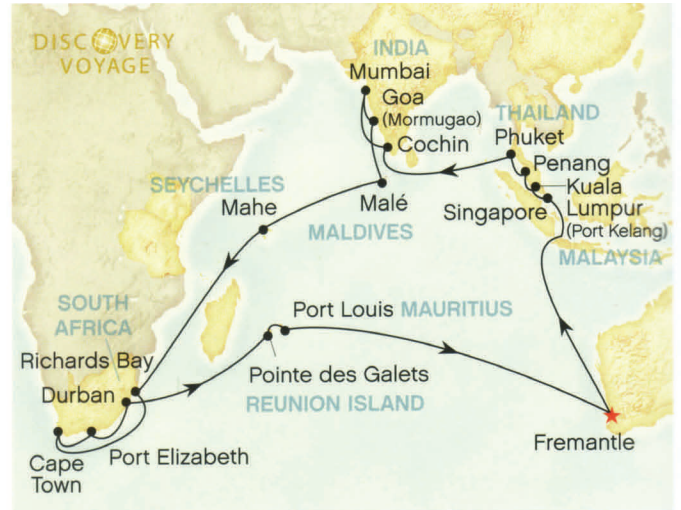 DISCOVERY
VOYAGE
INDIA
Mumbai
Goa
(Mormugao)
Cochin
THAILAND
Phuket
Penang
Kuala
Lumpur
(Port Kelang)
Singapore
MALAYSIA
SEYCHELLES
Mahe
Malé
MALDIVES
SOUTH
AFRICA
Richards Bay
Durban
Port Louis MAURITIUS
Pointe des Galets
REUNION ISLAND
Fremantle
Cape
Town
Port Elizabeth